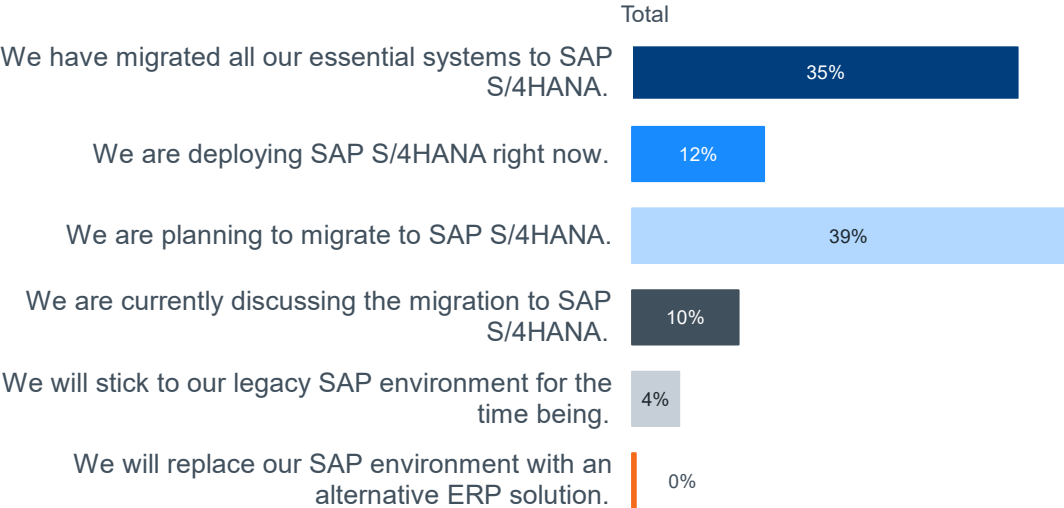 Total
We have migrated all our essential systems to SAP
S/4HANA.
35%
We are deploying SAP S/4HANA right now.
12%
We are planning to migrate to SAP S/4HANA.
39%
We are currently discussing the migration to SAP
S/4HANA.
10%
We will stick to our legacy SAP environment for the
time being.
4%
We will replace our SAP environment with an
alternative ERP solution.
0%